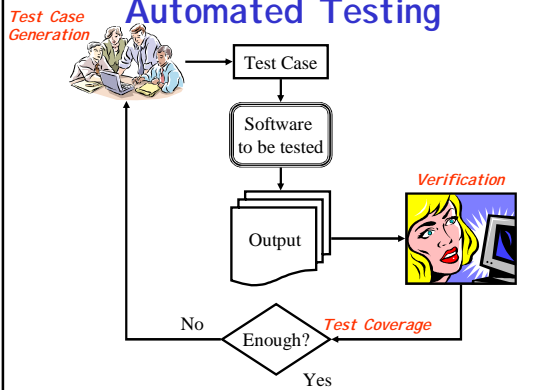 Automated Testing
Test Case
Generation
Test Case
Software
to be tested
Verification
Output
No
Enough?
Test Coverage
Yes